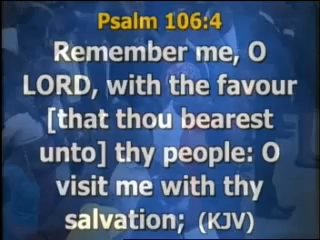 Psalm 106:4
Remember me, O
LORD, with the favour
[that thou bearest
unto] thy people: O
visit me with thy
salvation; (KJV)